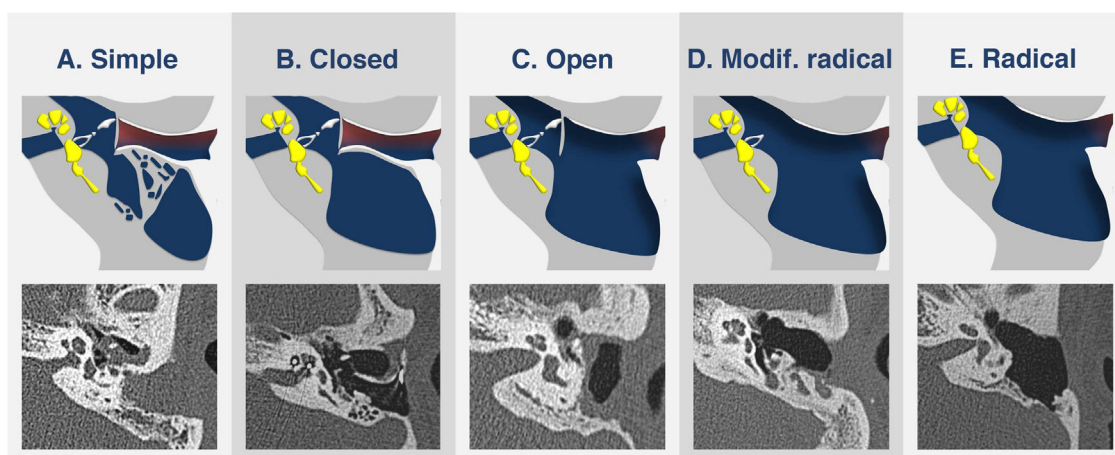 A. Simple
B. Closed
C. Open
D. Modif. radical
E. Radical